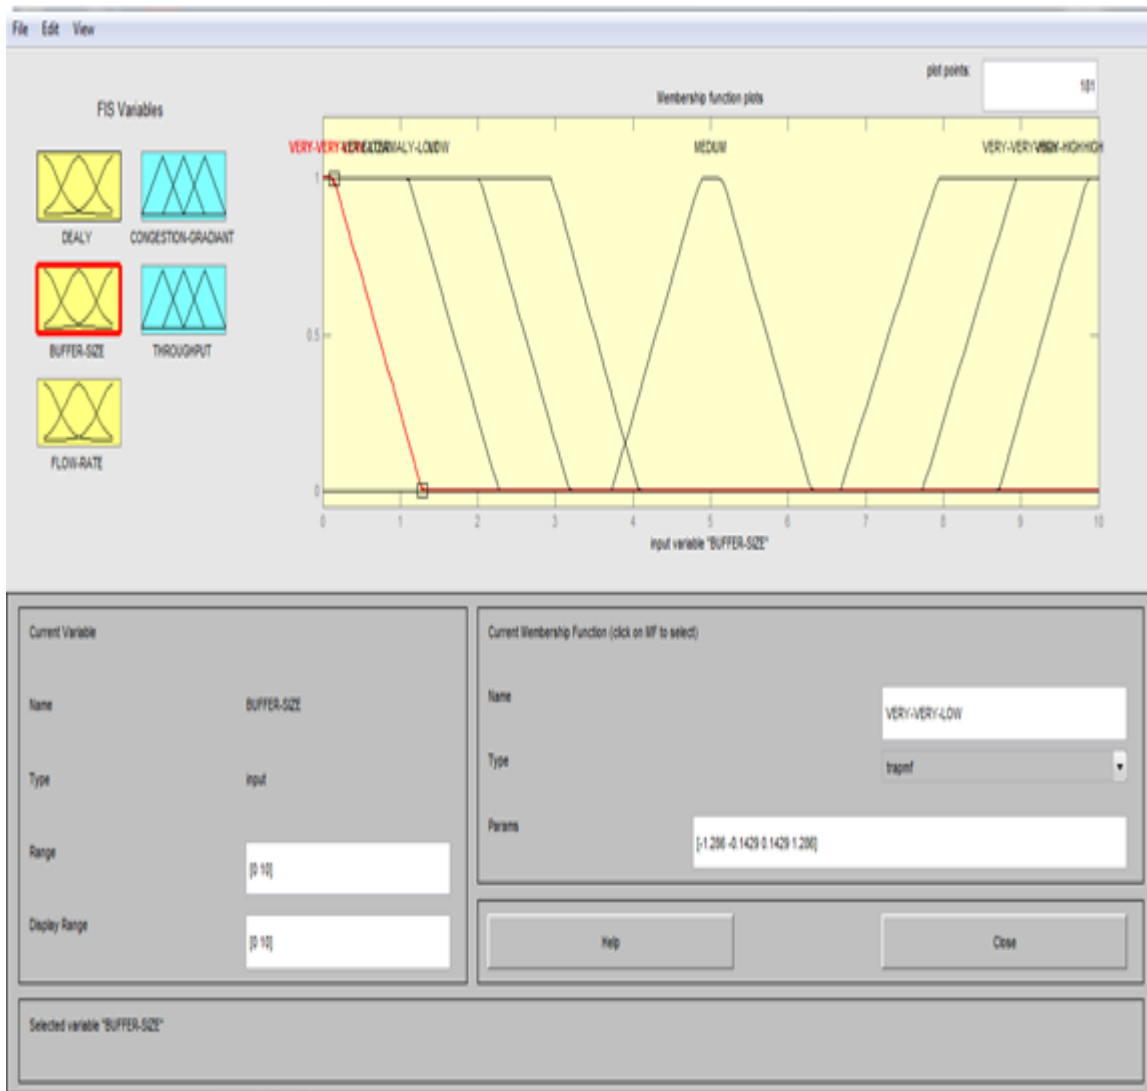 File Edit View
plot points:
181
FIS Variables
Membership function plots
MEDIUM
1
0.5
0
0 1 2 3 4 5 6 7 8 9 10
input variable "BUFFER-SIZE"
DEALY
CONGESTION-GRADIANT
BUFFER-SIZE
THROUGHPUT
FLOW-RATE
Current Variable
Name BUFFER-SIZE
Type input
Range [0 10]
Display Range [0 10]
Current Membership Function (click on MF to select)
Name VERY-VERY-LOW
Type trapmf
Params [-1.286 -0.1429 0.1429 1.286]
Help
Close
Selected variable "BUFFER-SIZE"